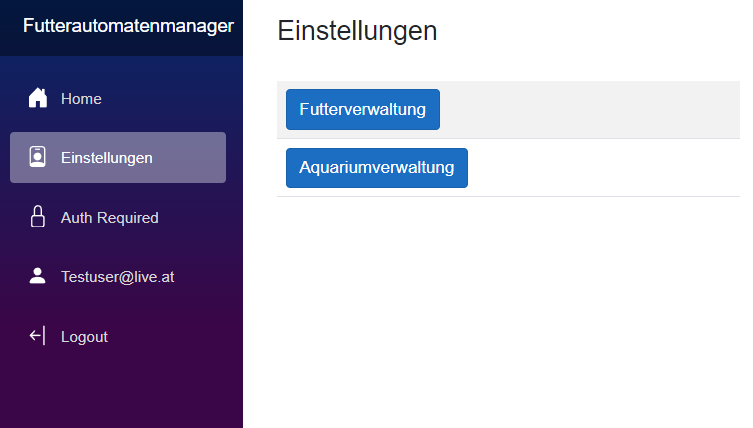 Futterautomatenmanager
Home
Einstellungen
Auth Required
Testuser@live.at
Logout
Einstellungen
Futterverwaltung
Aquariumverwaltung